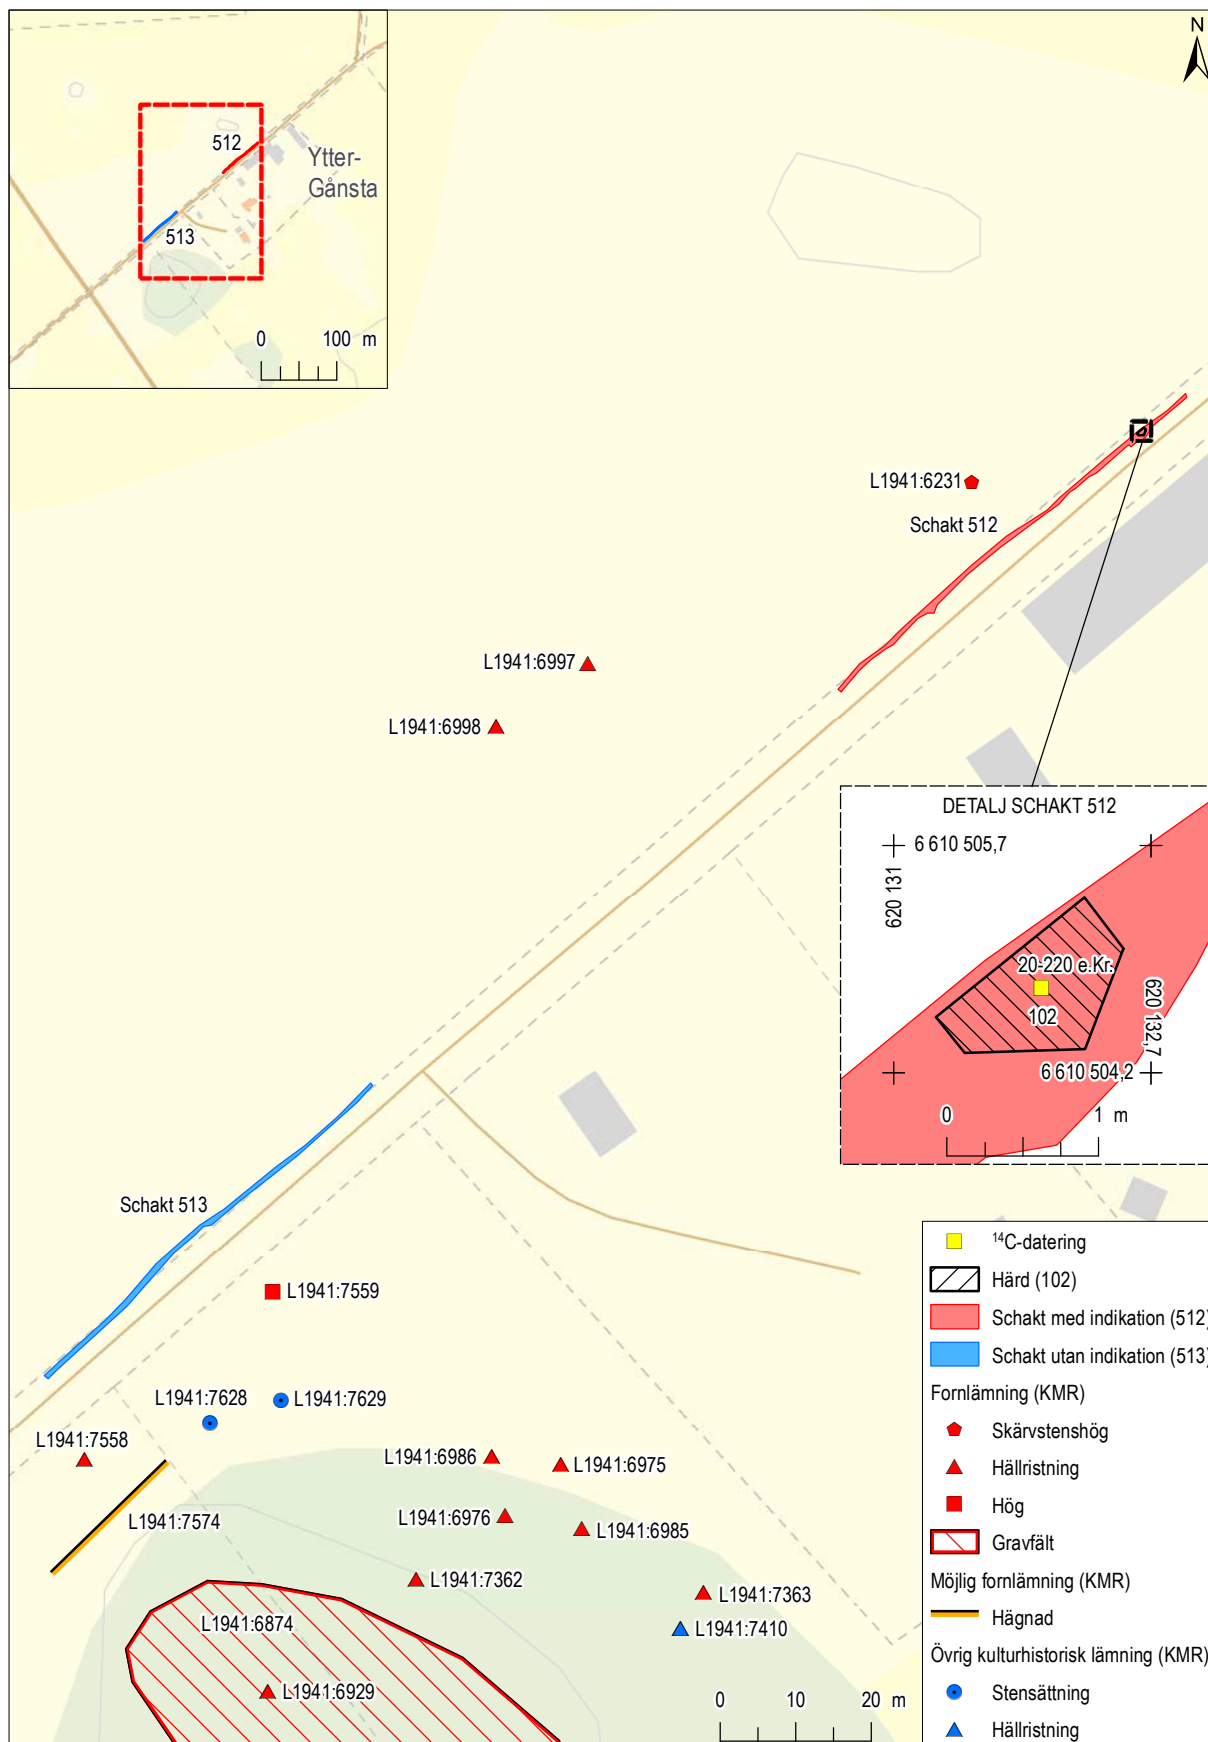 N
512
Ytter-
Gånsta
513
0 100 m
L1941:6231
Schakt 512
L1941:6997
L1941:6998
DETALJ SCHAKT 512
6 610 505,7
620 131
20-220 e.Kr.
102
620 132,7
6 610 504,2
0 1 m
Schakt 513
L1941:7559
L1941:7628
L1941:7629
L1941:7558
L1941:7574
L1941:6986
L1941:6975
L1941:6976
L1941:6985
L1941:7362
L1941:7363
L1941:7410
L1941:6874
L1941:6929
0 10 20 m
¹⁴C-datering
Härd (102)
Schakt med indikation (512)
Schakt utan indikation (513)
Fornlämning (KMR)
Skärvstenshög
Hällristning
Hög
Gravfält
Möjlig fornlämning (KMR)
Hägnad
Övrig kulturhistorisk lämning (KMR)
Stensättning
Hällristning